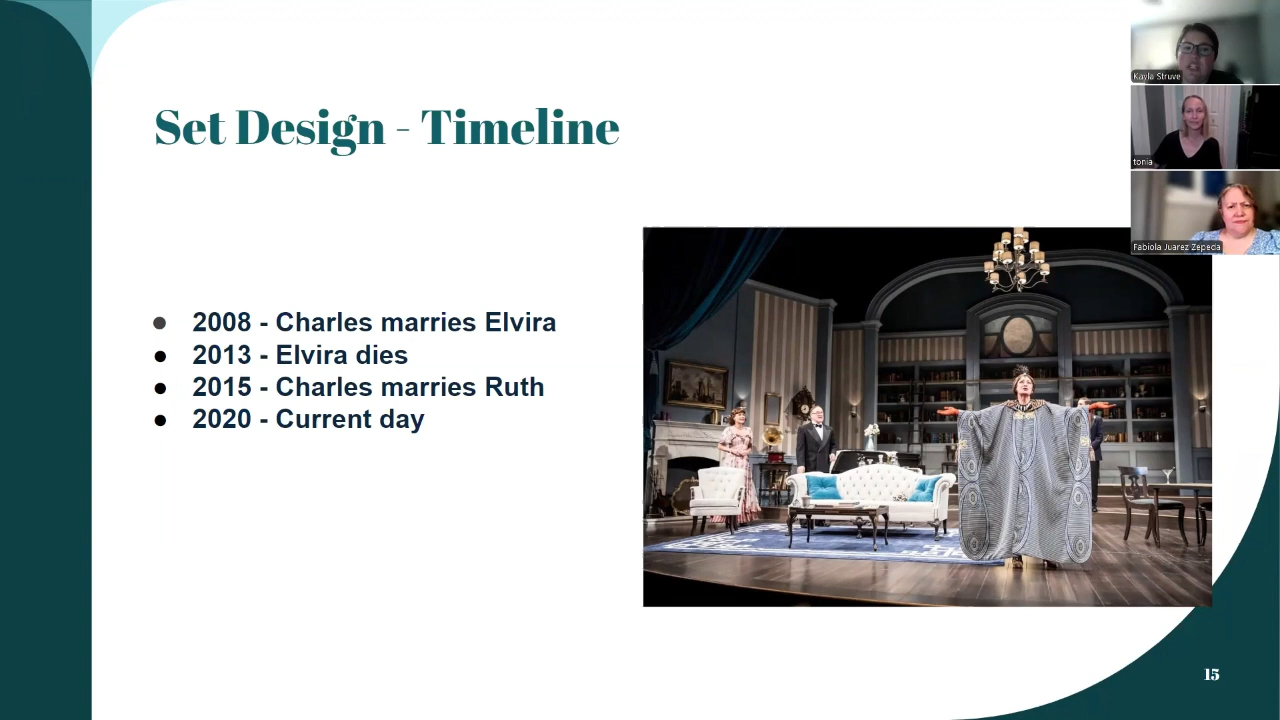 Set Design - Timeline
2008 - Charles marries Elvira
2013 - Elvira dies
2015 - Charles marries Ruth
2020 - Current day
Kayla Struve
tonia
Fabiola Juarez Zepeda
15